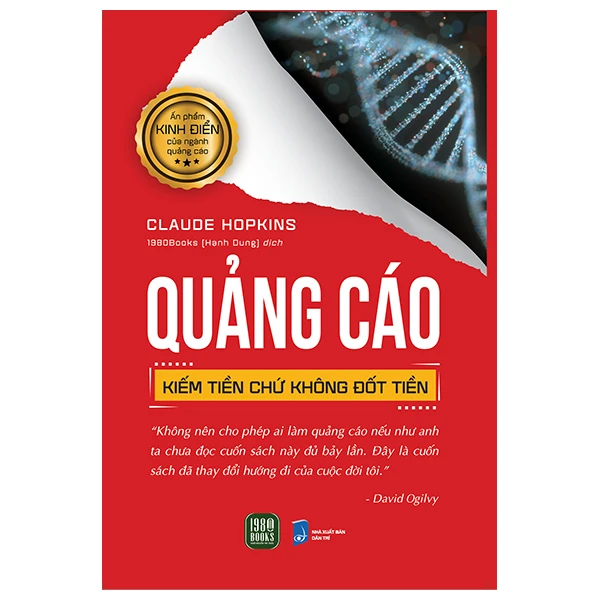 Ấn phẩm
KINH ĐIỂN
của ngành
quảng cáo
CLAUDE HOPKINS
1980Books (Hạnh Dung) dịch
QUẢNG CÁO
KIẾM TIỀN CHỨ KHÔNG ĐỐT TIỀN
“Không nên cho phép ai làm quảng cáo nếu như anh
ta chưa đọc cuốn sách này đủ bảy lần. Đây là cuốn
sách đã thay đổi hướng đi của cuộc đời tôi.”
- David Ogilvy
1980
BOOKS
NHÀ XUẤT BẢN
DÂN TRÍ